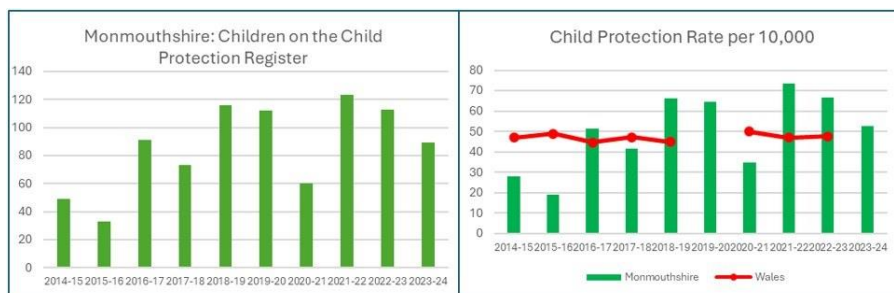 Monmouthshire: Children on the Child
Protection Register
140
120
100
80
60
40
20
0
2014-15 2015-16 2016-17 2017-18 2018-19 2019-20 2020-21 2021-22 2022-23 2023-24
Child Protection Rate per 10,000
80
70
60
50
40
30
20
10
0
2014-15 2015-16 2016-17 2017-18 2018-19 2019-20 2020-21 2021-22 2022-23 2023-24
Monmouthshire Wales